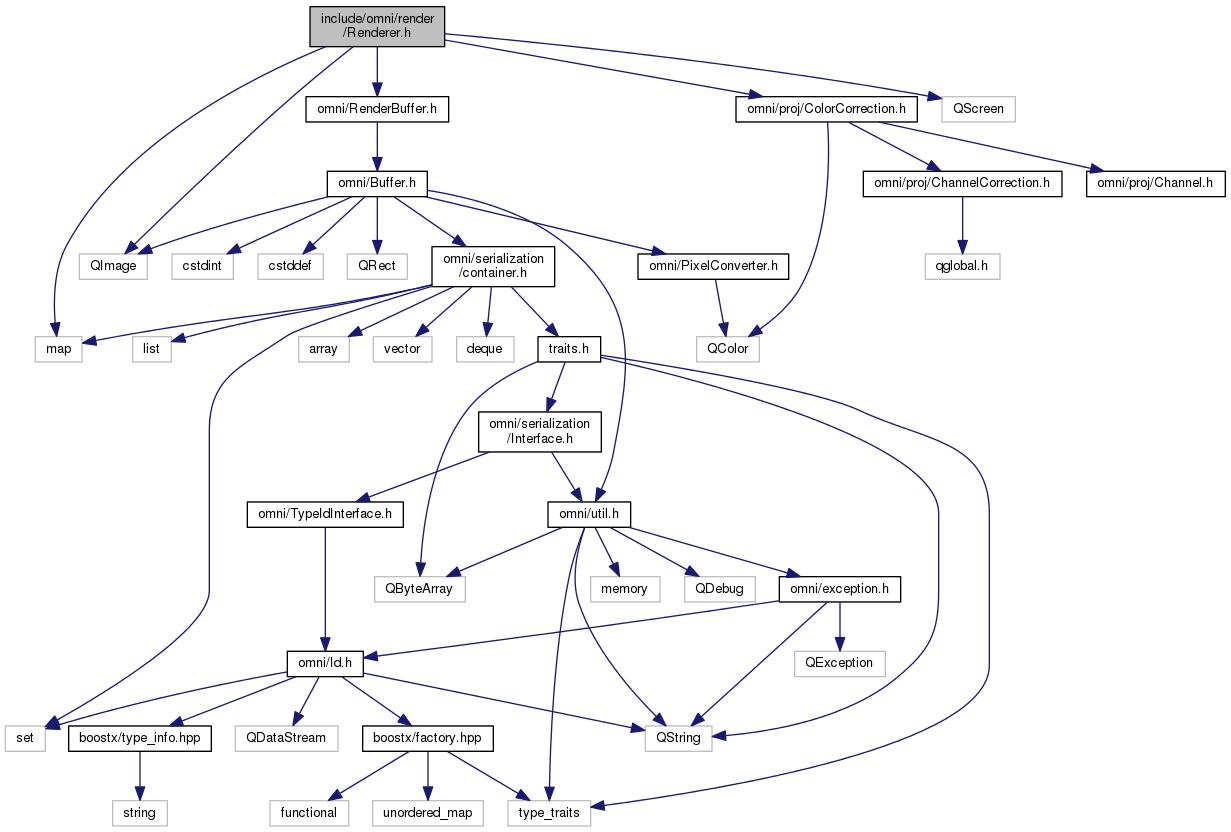 include/omni/render
/Renderer.h
omni/RenderBuffer.h
omni/proj/ColorCorrection.h
QScreen
omni/Buffer.h
omni/proj/ChannelCorrection.h
omni/proj/Channel.h
QImage
cstdint
cstddef
QRect
omni/serialization
/container.h
omni/PixelConverter.h
qglobal.h
map
list
array
vector
deque
traits.h
QColor
omni/serialization
/Interface.h
omni/TypeIdInterface.h
omni/util.h
QByteArray
memory
QDebug
omni/exception.h
omni/Id.h
QException
set
boostx/type_info.hpp
QDataStream
boostx/factory.hpp
QString
string
functional
unordered_map
type_traits